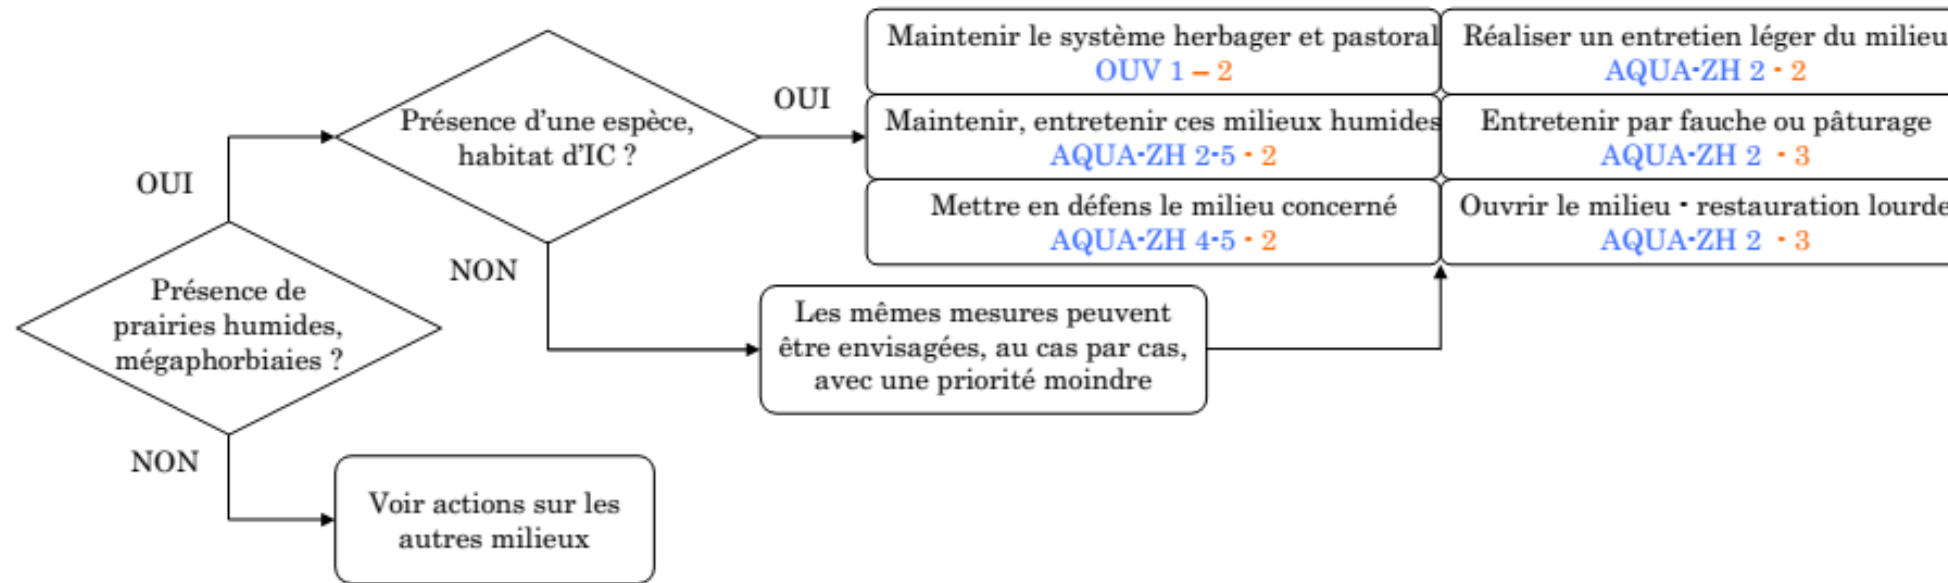 Maintenir le système herbager et pastoral
OUV 1 – 2
Réaliser un entretien léger du milieu
AQUA-ZH 2 - 2
OUI
Présence d'une espèce,
habitat d'IC ?
Maintenir, entretenir ces milieux humides
AQUA-ZH 2-5 - 2
Entretenir par fauche ou pâturage
AQUA-ZH 2 - 3
OUI
Mettre en défens le milieu concerné
AQUA-ZH 4-5 - 2
Ouvrir le milieu - restauration lourde
AQUA-ZH 2 - 3
NON
Présence de
prairies humides,
mégaphorbiaies ?
Les mêmes mesures peuvent
être envisagées, au cas par cas,
avec une priorité moindre
NON
Voir actions sur les
autres milieux